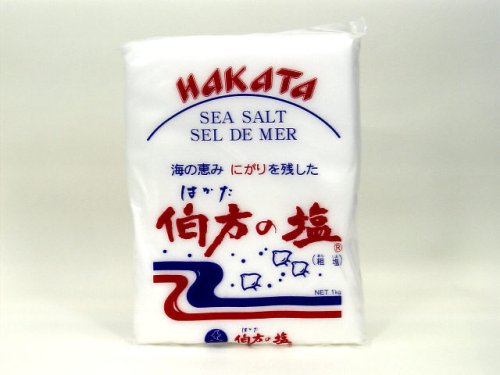 HAKATA
SEA SALT
SEL DE MER
海の恵み にがりを残した
はかた
伯方の塩®
(粗塩)
NET 1kg
はかた
伯方の塩